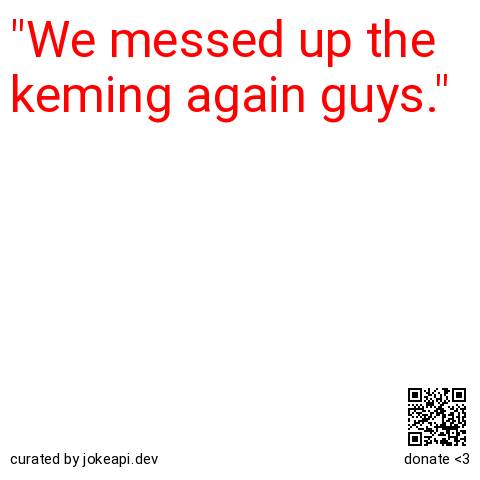 "We messed up the
keming again guys."
curated by jokeapi.dev
donate <3